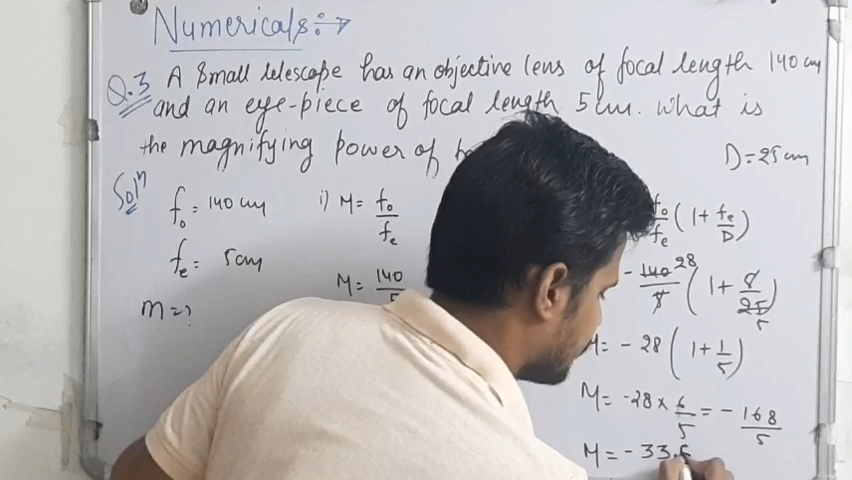 Numericals :→
Q.3 A small telescope has an objective lens of focal length 140 cm
and an eye-piece of focal length 5 cm. What is
the magnifying power of
D = 25 cm
Solⁿ
f₀ = 140 cm
fₑ = 5 cm
m = ?
i) M = f₀/fₑ
M = 140/5
f₀/fₑ (1 + fₑ/D)
- 140/5 28 (1 + 5/25 5)
M = - 28 (1 + 1/5)
M = -28 × 6/5 = - 168/5
M = - 33.